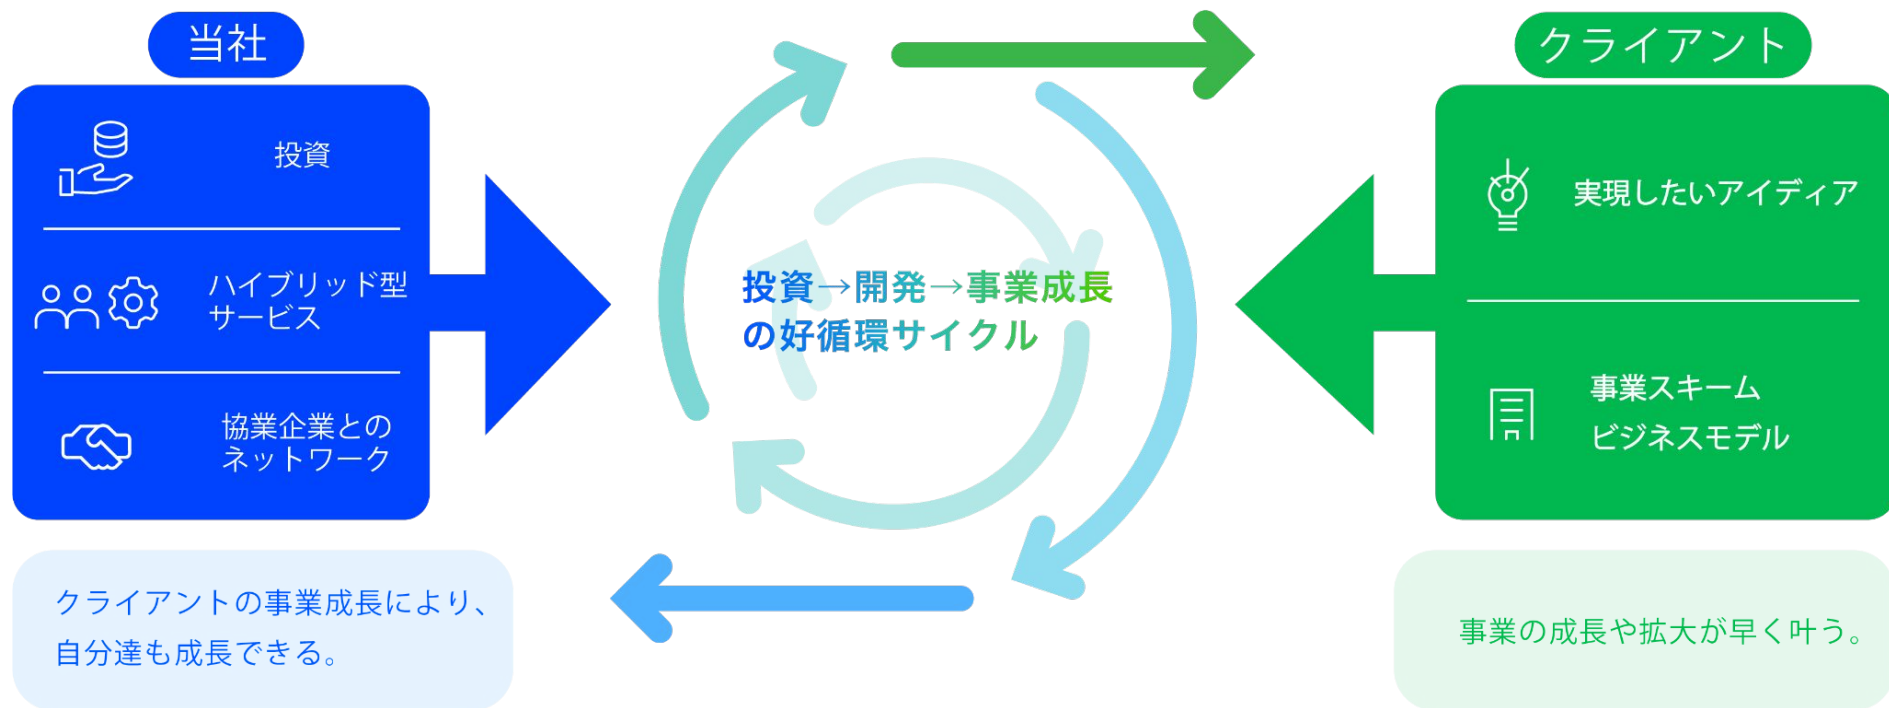 当社
投資
ハイブリッド型
サービス
協業企業との
ネットワーク
クライアントの事業成長により、
自分達も成長できる。
投資→開発→事業成長
の好循環サイクル
クライアント
実現したいアイディア
事業スキーム
ビジネスモデル
事業の成長や拡大が早く叶う。